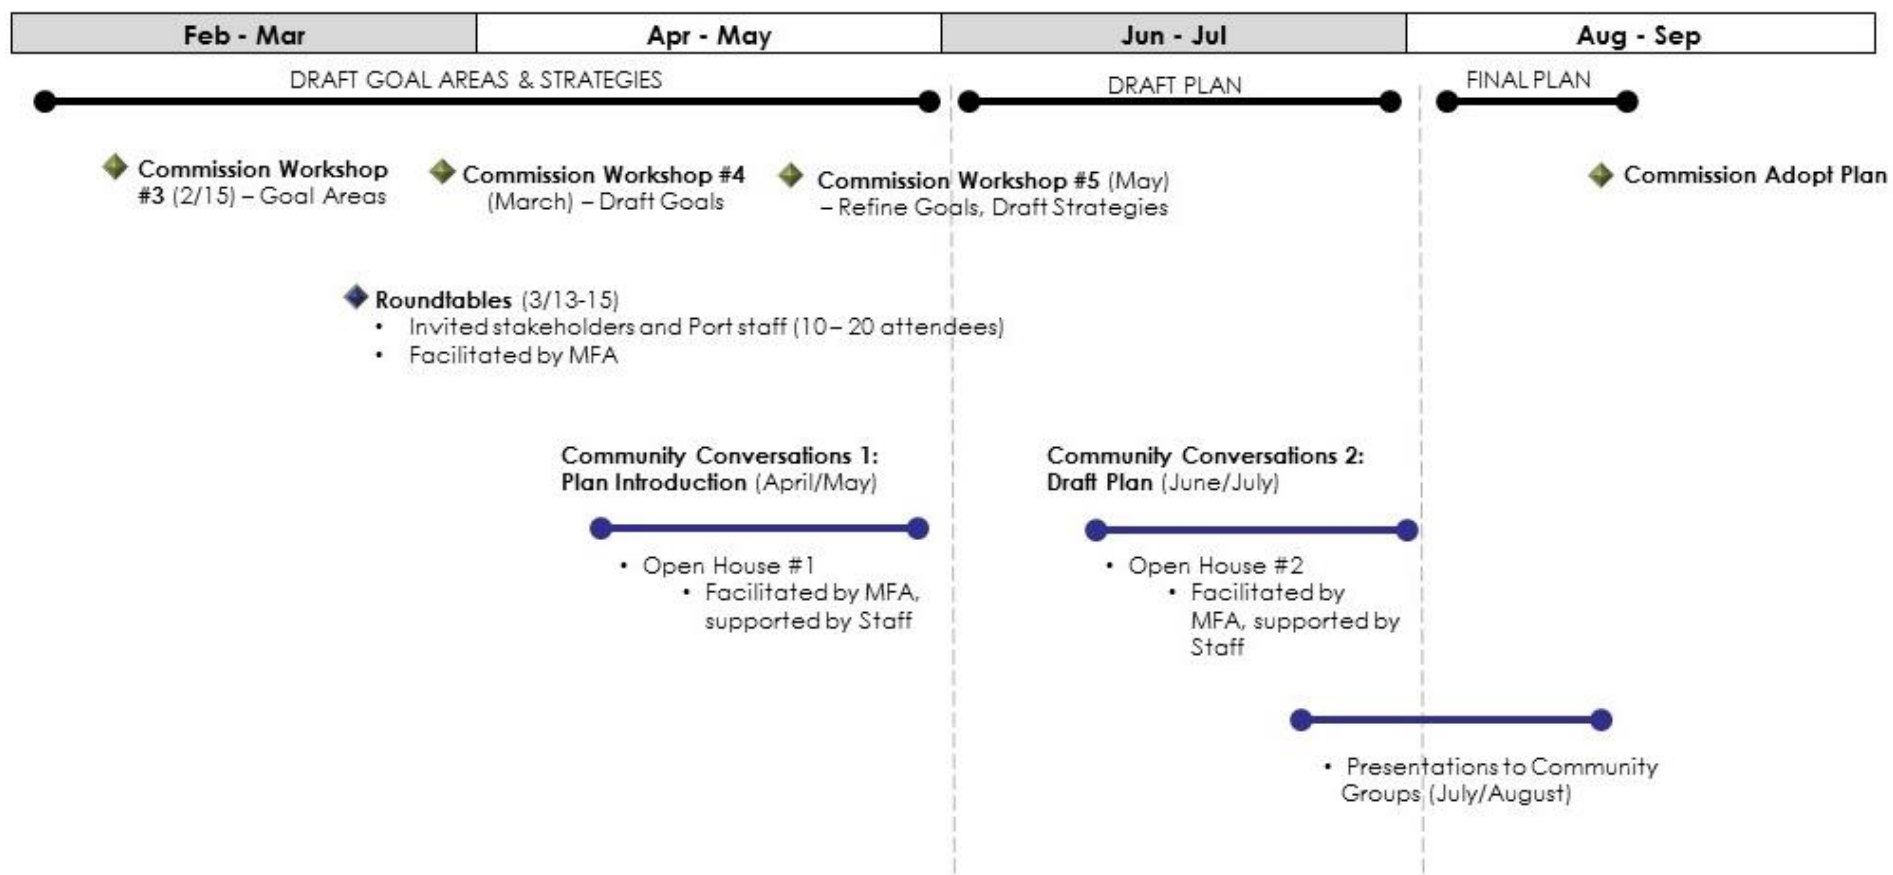 Feb - Mar
Apr - May
Jun - Jul
Aug - Sep
DRAFT GOAL AREAS & STRATEGIES
DRAFT PLAN
FINAL PLAN
Commission Workshop
#3 (2/15) – Goal Areas
Commission Workshop #4
(March) – Draft Goals
Commission Workshop #5 (May)
– Refine Goals, Draft Strategies
Commission Adopt Plan
Roundtables (3/13-15)
• Invited stakeholders and Port staff (10 – 20 attendees)
• Facilitated by MFA
Community Conversations 1:
Plan Introduction (April/May)
• Open House #1
• Facilitated by MFA,
supported by Staff
Community Conversations 2:
Draft Plan (June/July)
• Open House #2
• Facilitated by
MFA, supported by
Staff
• Presentations to Community
Groups (July/August)